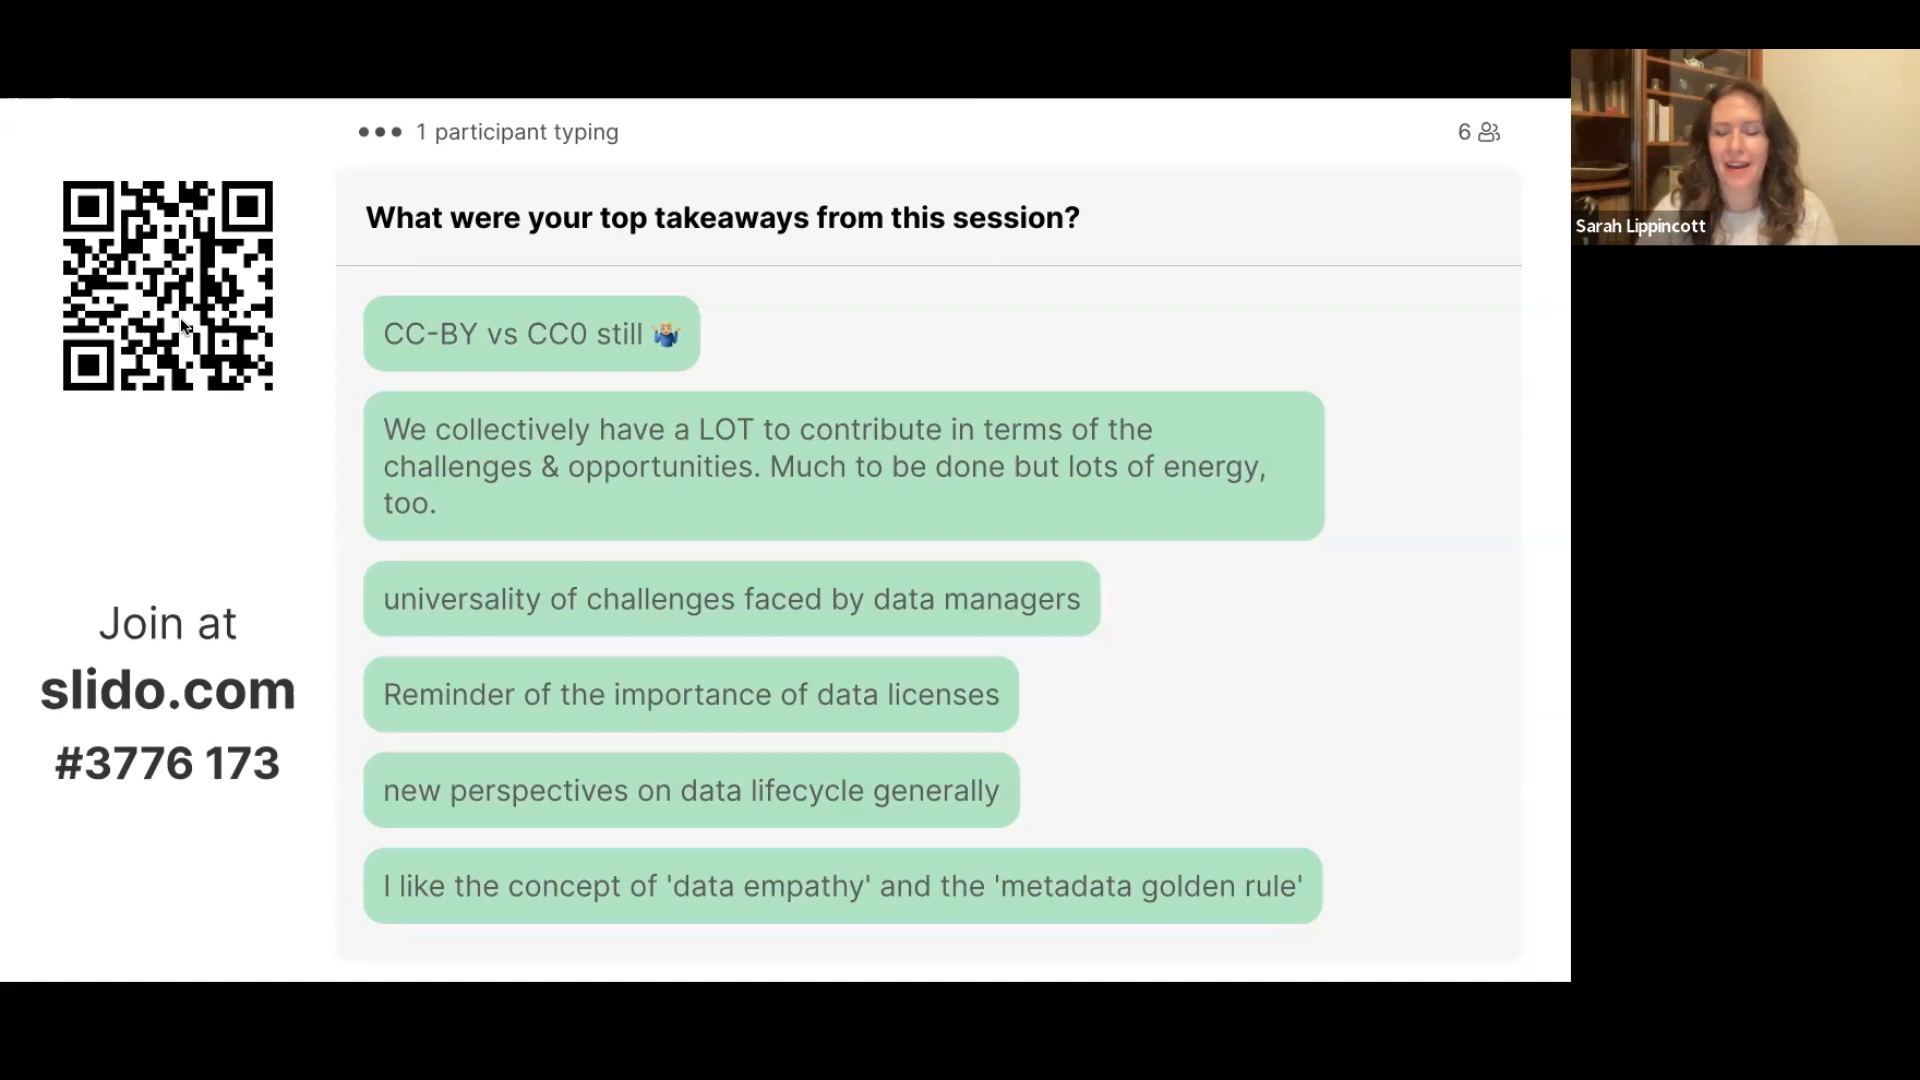 1 participant typing
6
What were your top takeaways from this session?
CC-BY vs CC0 still 🤷🏼‍♂️
We collectively have a LOT to contribute in terms of the
challenges & opportunities. Much to be done but lots of energy,
too.
universality of challenges faced by data managers
Reminder of the importance of data licenses
new perspectives on data lifecycle generally
I like the concept of 'data empathy' and the 'metadata golden rule'
Join at
slido.com
#3776 173
Sarah Lippincott